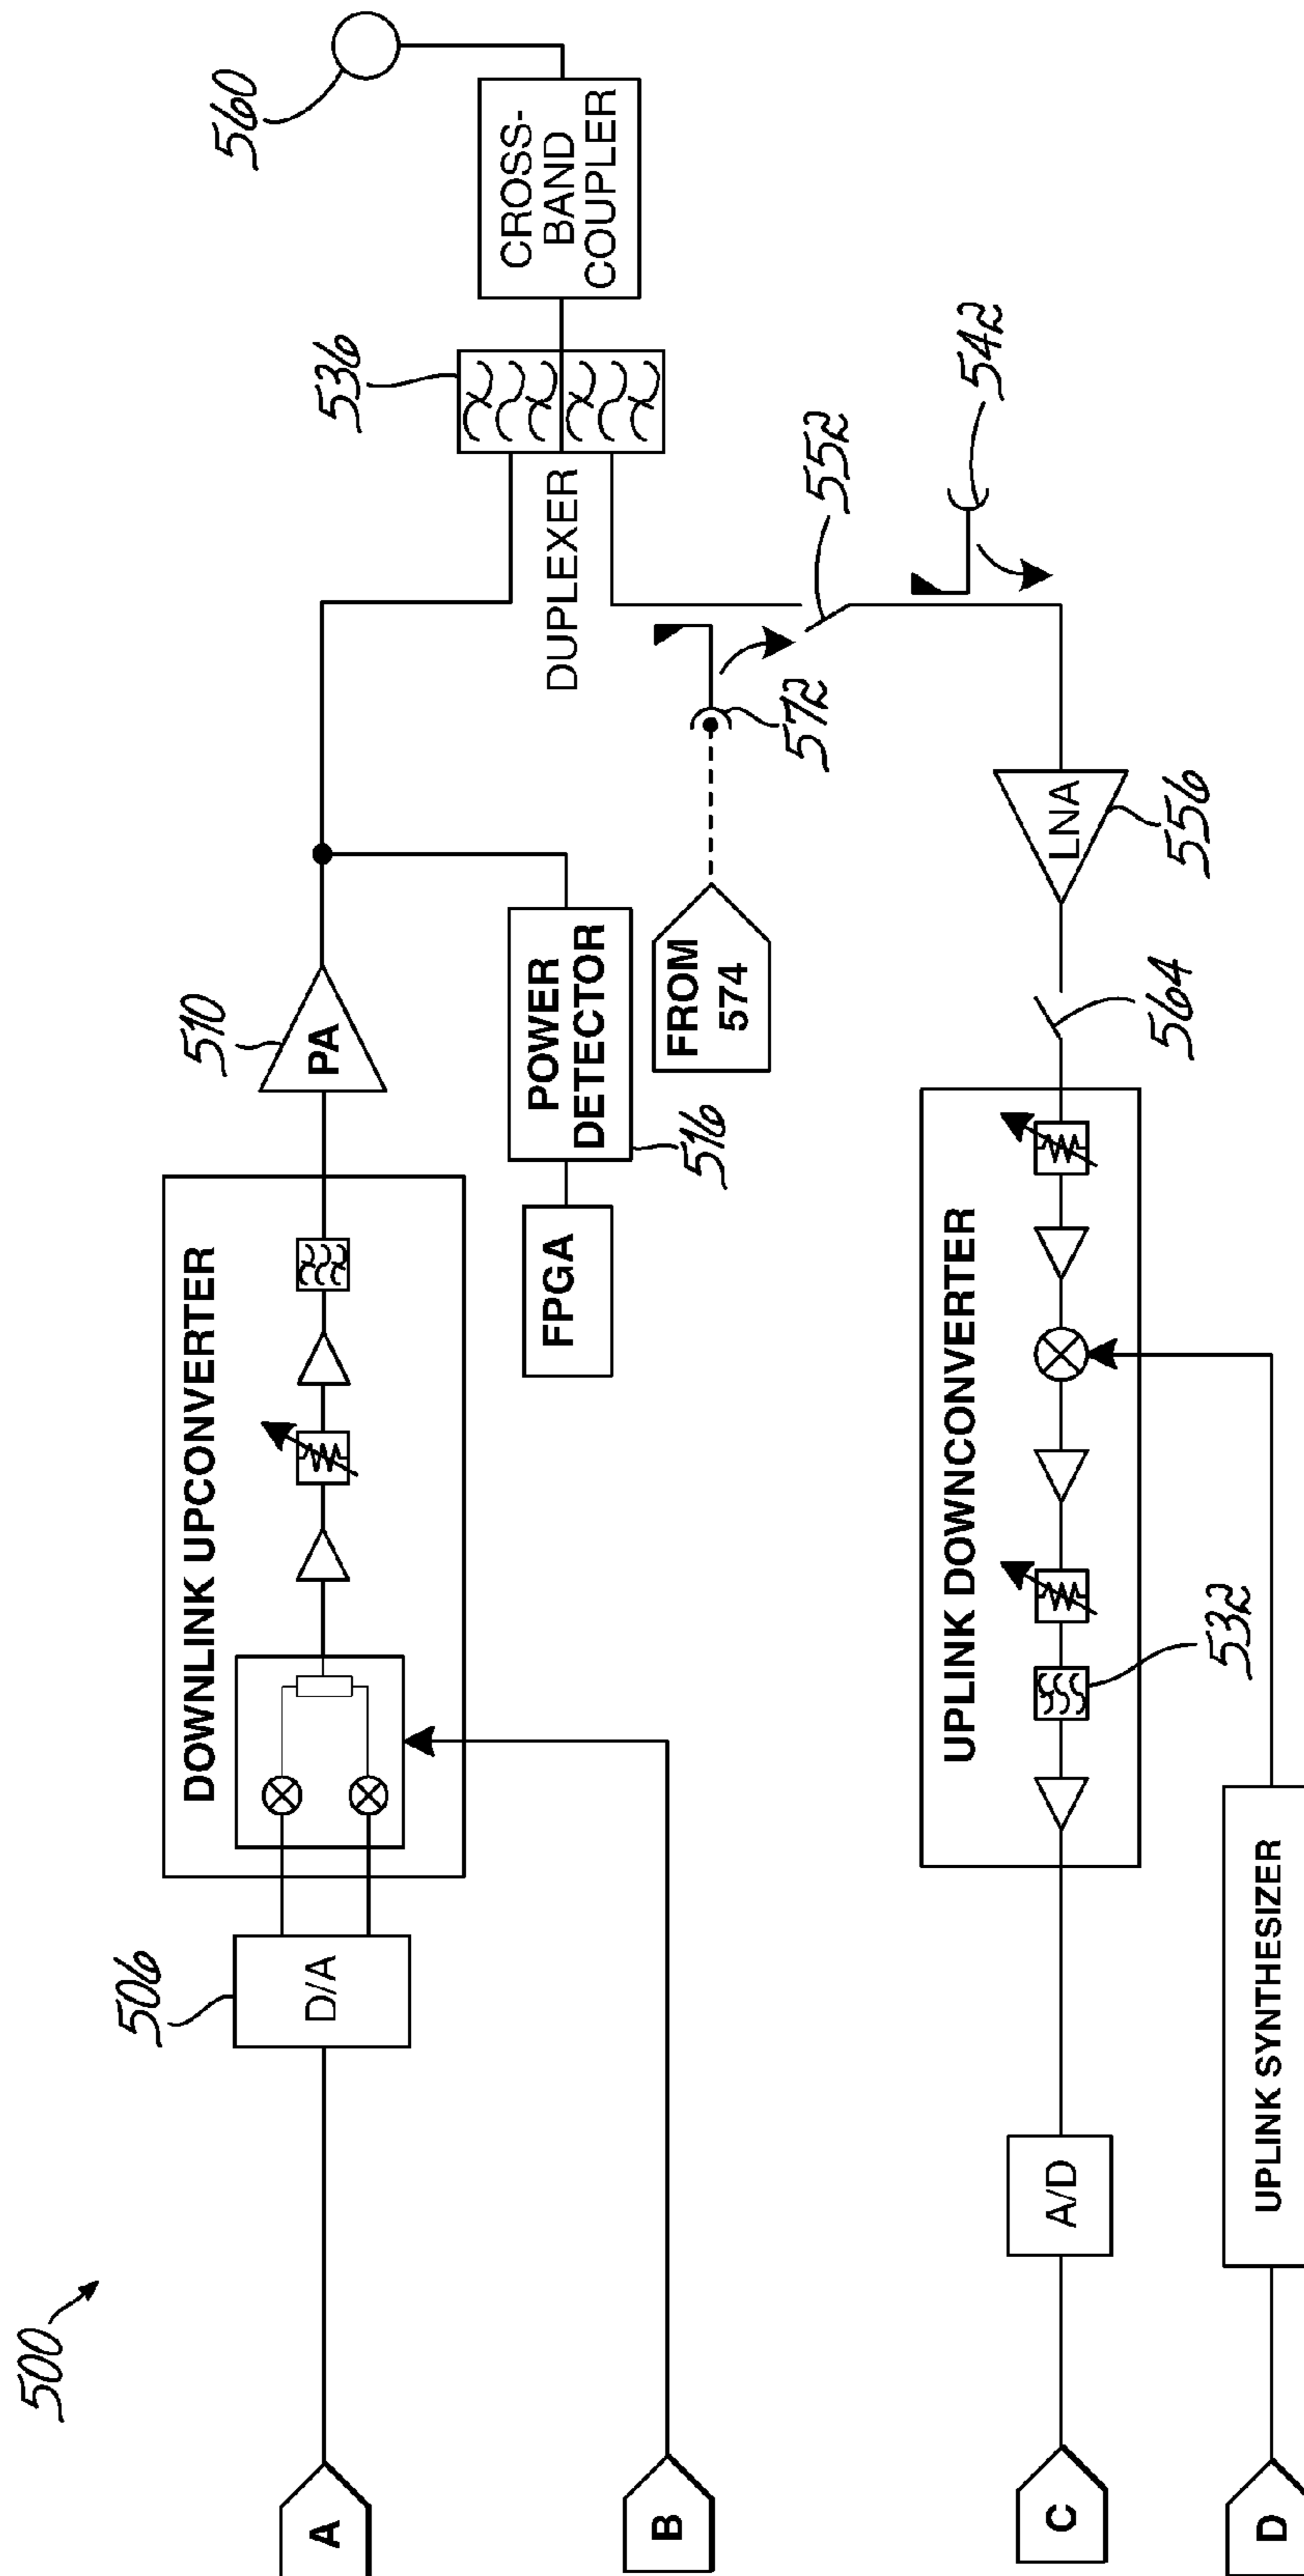 500
A
506
D/A
DOWNLINK UPCONVERTER
510
PA
536
DUPLEXER
560
CROSS-
BAND
COUPLER
FPGA
POWER
DETECTOR
516
FROM
574
572
552
542
B
C
A/D
UPLINK DOWNCONVERTER
532
564
LNA
556
D
UPLINK SYNTHESIZER